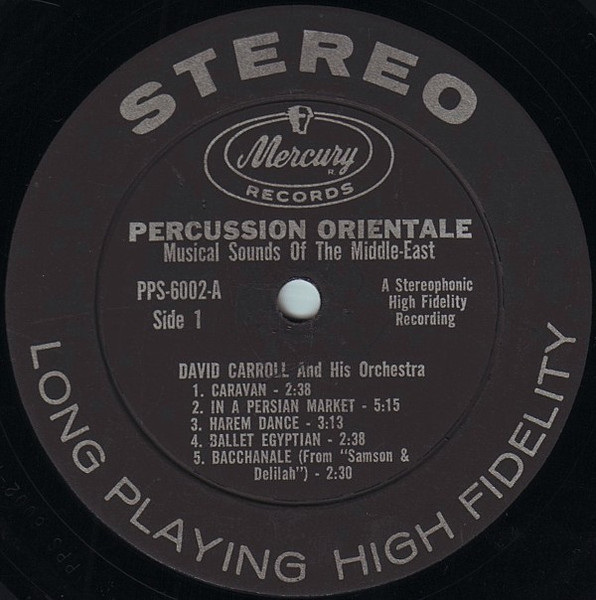 STEREO
Mercury
R.
RECORDS
PERCUSSION ORIENTALE
Musical Sounds Of The Middle-East
PPS-6002-A
Side 1
A Stereophonic
High Fidelity
Recording
DAVID CARROLL And His Orchestra
1. CARAVAN - 2:38
2. IN A PERSIAN MARKET - 5:15
3. HAREM DANCE - 3:13
4. BALLET EGYPTIAN - 2:38
5. BACCHANALE (From "Samson &
Delilah") - 2:30
LONG PLAYING HIGH FIDELITY